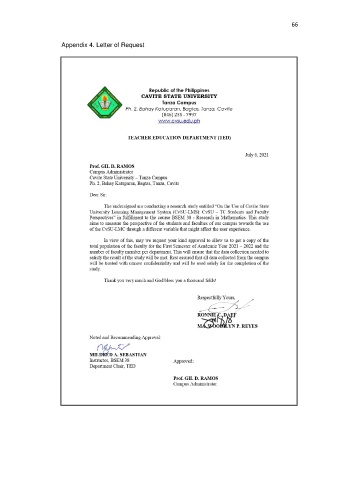 66
Appendix 4. Letter of Request
Republic of the Philippines
CAVITE STATE UNIVERSITY
Tanza Campus
Ph. 2, Bahay Katuparan, Bagtas, Tanza, Cavite
www.cvsu.edu.ph
TEACHER EDUCATION DEPARTMENT (TED)
July 6, 2021
Prof. GIL D. RAMOS
Campus Administrator
Cavite State University – Tanza Campus
Ph. 2, Bahay Katuparan, Bagtas, Tanza, Cavite
Dear Sir:
The undersigned are conducting a research study entitled "On the Use of Cavite State
University Learning Management System (CvSU-LMS): CvSU – TC Students and Faculty
Perspectives" in fulfillment to the course BSEM 30 - Research in Mathematics. This study
aims to measure the perspective of the students and faculties of our campus towards the use
of the CvSU-LMC through a different variable that might affect the user experience.
In view of this, may we request your kind approval to allow us to get a copy of the
total population of the faculty for the First Semester of Academic Year 2021 – 2022 and the
number of faculty member per department. This will ensure that the data collection needed to
satisfy the result of the study will be met. Rest assured that all data collected from the campus
will be treated with utmost confidentiality and will be used solely for the completion of the
study.
Thank you very much and God bless you a thousand folds!
Respectfully Yours,
RONNIE C.
MA. WOODELYN P. REYES
Noted and Recommending Approval:
MILDRED A. SEBASTIAN
Instructor, BSEM 30
Department Chair, TED
Approved:
Prof. GIL D. RAMOS
Campus Administrator